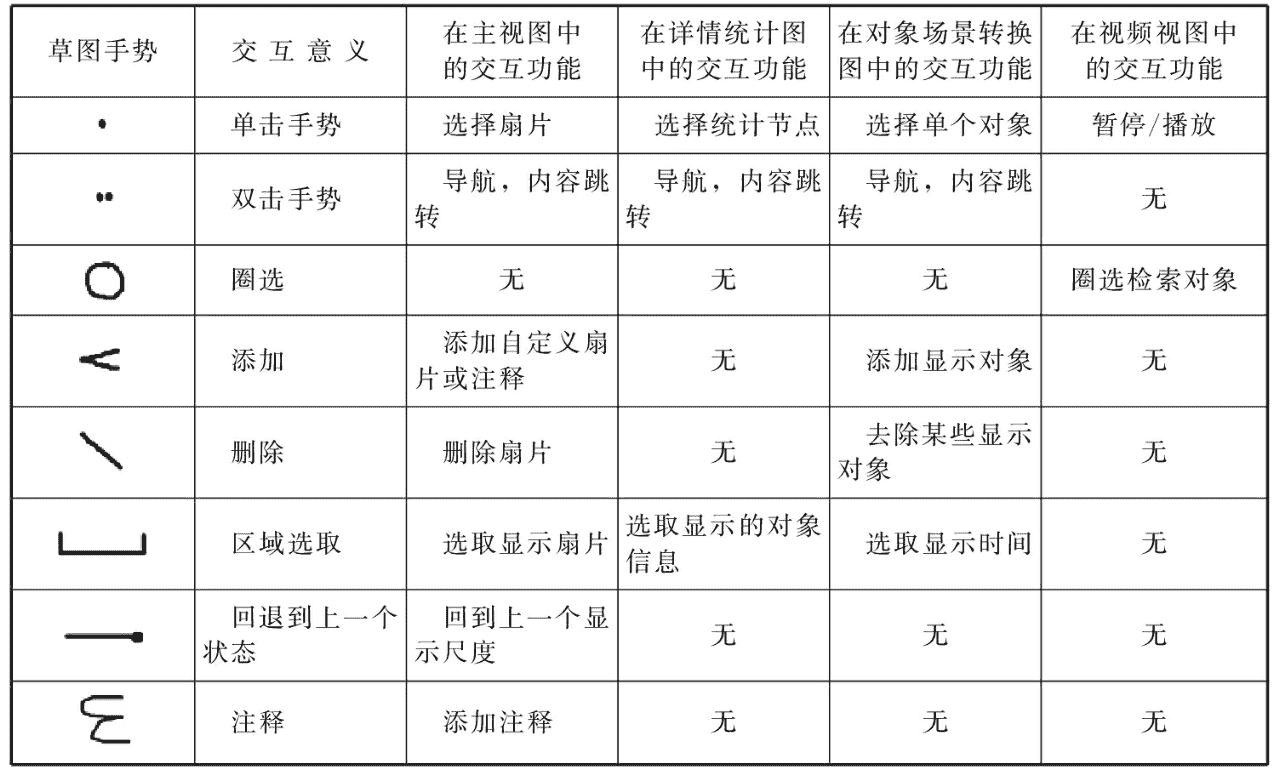 草图手势
交互意义
在主视图中
的交互功能
在详情统计图
中的交互功能
在对象场景转换
图中的交互功能
在视频视图中
的交互功能
单击手势
选择扇片
选择统计节点
选择单个对象
暂停/播放
双击手势
导航，内容跳
转
导航，内容跳
转
导航，内容跳
转
无
圈选
无
无
无
圈选检索对象
添加
添加自定义扇
片或注释
无
添加显示对象
无
删除
删除扇片
无
去除某些显示
对象
无
区域选取
选取显示扇片
选取显示的对象
信息
选取显示时间
无
回退到上一个
状态
回到上一个显
示尺度
无
无
无
注释
添加注释
无
无
无